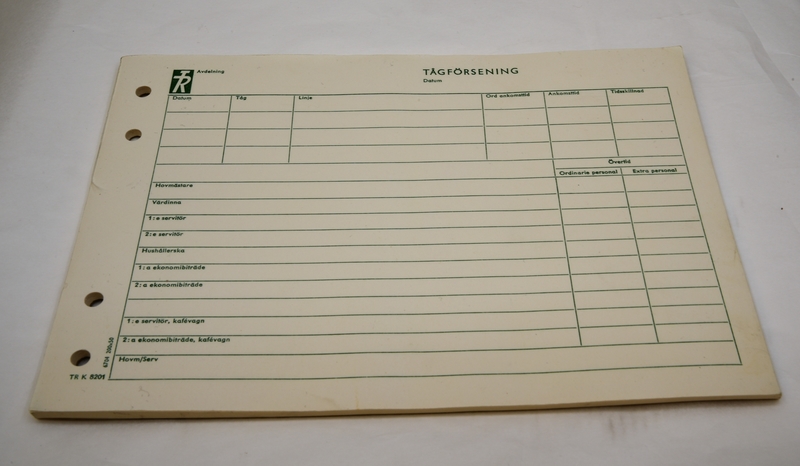 TR
Avdelning
TÅGFÖRSENING
Datum
Datum Tåg Linje Ord ankomsttid Ankomsttid Tidsskillnad
Övertid
Ordinarie personal Extra personal
Hovmästare
Värdinna
1:e servitör
2:e servitör
Hushållerska
1:a ekonomibiträde
2:a ekonomibiträde
1:e servitör, kafévagn
2:a ekonomibiträde, kafévagn
Hovm/Serv
TR K 8201